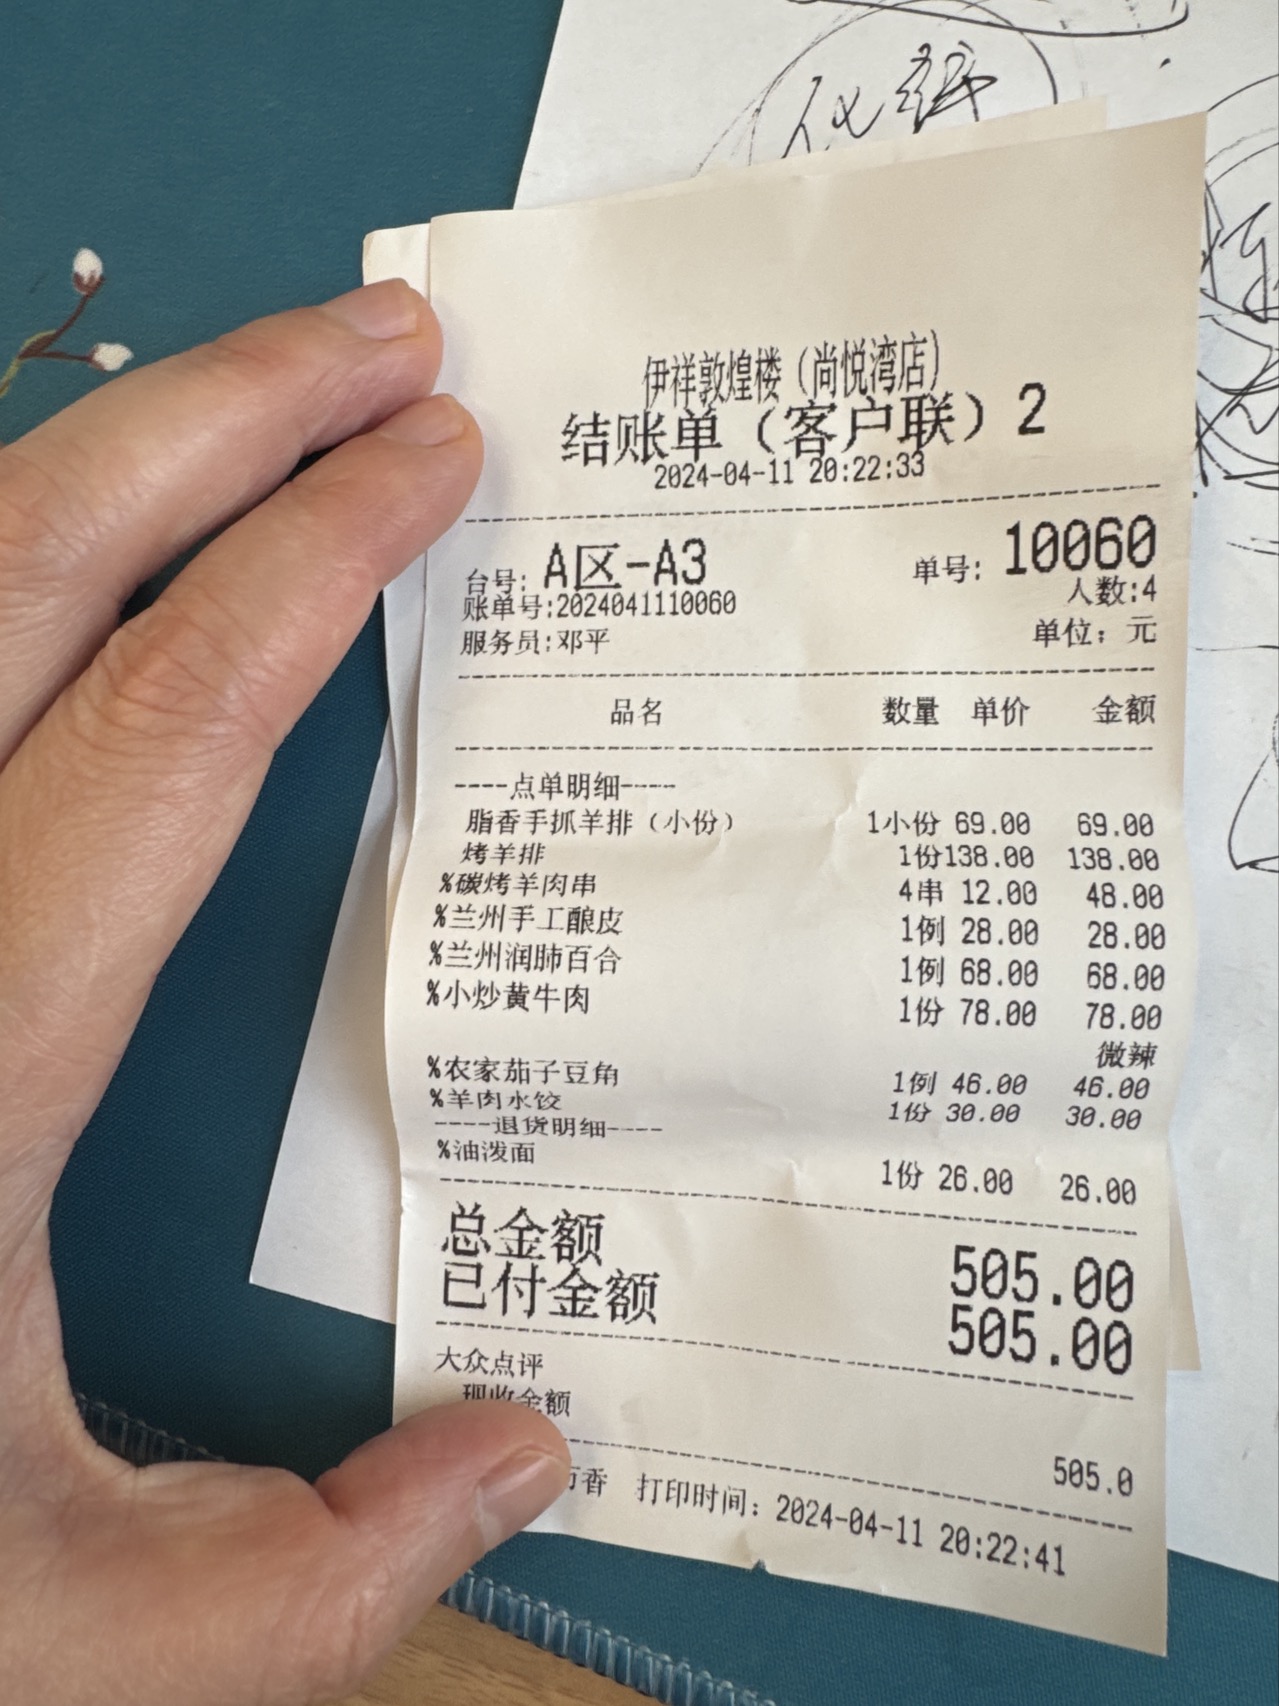 伊祥敦煌楼（尚悦湾店）
结账单（客户联）2
2024-04-11 20:22:33
台号: A区-A3 单号: 10060
账单号:2024041110060 人数:4
服务员:邓平 单位: 元
品名 数量 单价 金额
----点单明细----
脂香手抓羊排（小份） 1小份 69.00 69.00
烤羊排 1份138.00 138.00
%碳烤羊肉串 4串 12.00 48.00
%兰州手工酿皮 1例 28.00 28.00
%兰州润肺百合 1例 68.00 68.00
%小炒黄牛肉 1份 78.00 78.00
微辣
%农家茄子豆角 1例 46.00 46.00
%羊肉水饺 1份 30.00 30.00
----退货明细----
%油泼面 1份 26.00 26.00
总金额 505.00
已付金额 505.00
大众点评
现收金额 505.0
香 打印时间: 2024-04-11 20:22:41